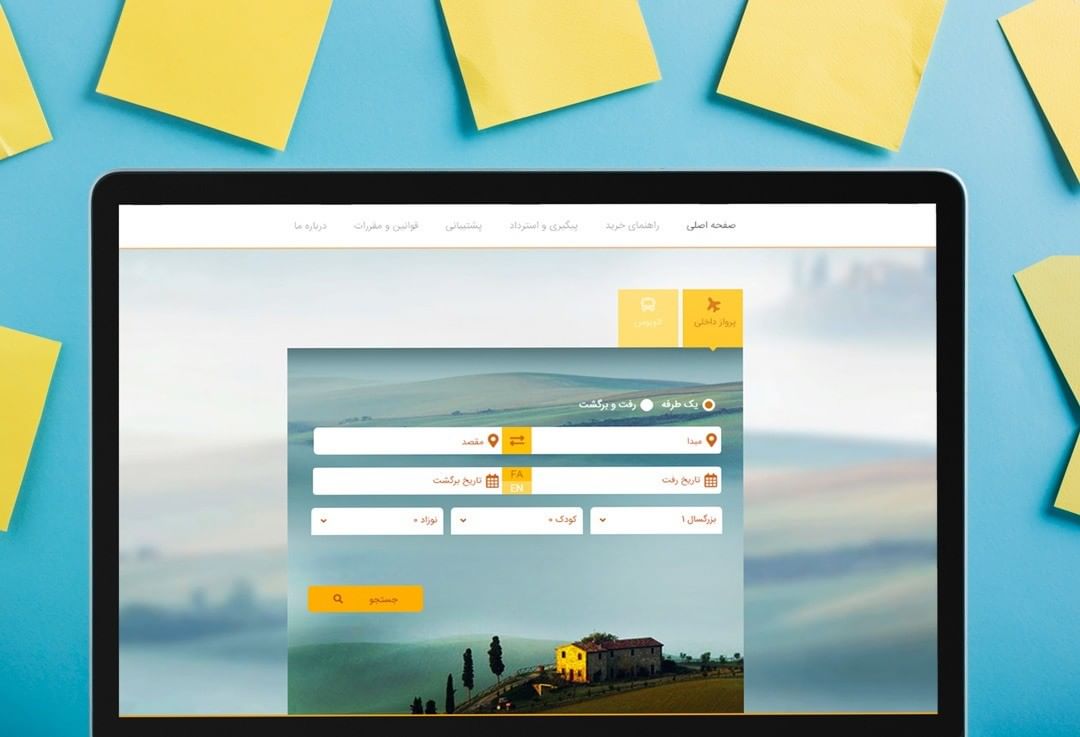 صفحه اصلی راهنمای خرید پیگیری و استرداد پشتیبانی قوانین و مقررات درباره ما
پرواز داخلی اتوبوس
یک طرفه رفت و برگشت
مبدا مقصد
تاریخ رفت FA تاریخ برگشت
EN
بزرگسال ۱ کودک ۰ نوزاد ۰
جستجو